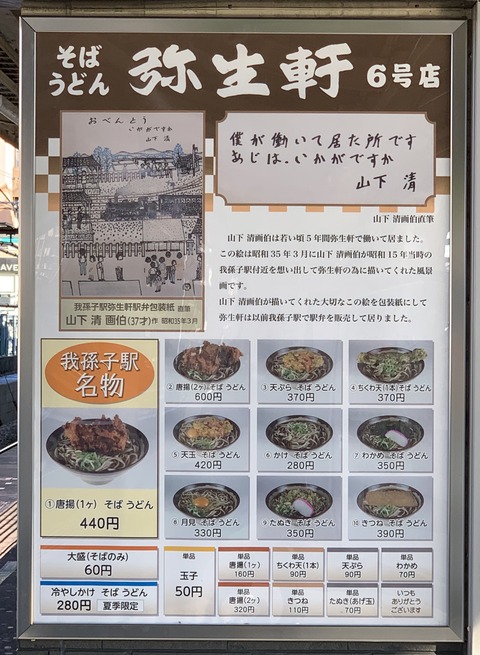 そば
うどん
弥生軒 6号店
おべんとう
いかがですか
山下 清
僕が働いて居た所です
あじは、いかがですか
山下 清
山下 清画伯直筆
山下 清画伯は若い頃5年間弥生軒で働いて居ました。
この絵は昭和35年3月に山下 清画伯が昭和15年当時の
我孫子駅付近を想い出して弥生軒の為に描いてくれた風景
画です。
山下 清画伯が描いてくれた大切なこの絵を包装紙にして
弥生軒は以前我孫子駅で駅弁を販売して居りました。
我孫子駅弥生軒駅弁包装紙 直筆
山下 清 画伯(37才)作 昭和35年3月
我孫子駅
名物
①唐揚(1ヶ) そば うどん
440円
②唐揚(2ヶ) そば うどん
600円
③天ぷら そば うどん
370円
④ちくわ天(1本) そば うどん
370円
⑤天玉 そば うどん
420円
⑥かけ そば うどん
280円
⑦わかめ そば うどん
350円
⑧月見 そば うどん
330円
⑨たぬき そば うどん
350円
⑩きつね そば うどん
390円
大盛(そばのみ)
60円
冷やしかけ そば うどん
280円 夏季限定
単品
玉子
50円
単品
唐揚(1ヶ)
160円
単品
ちくわ天(1本)
90円
単品
天ぷら
90円
単品
わかめ
70円
単品
唐揚(2ヶ)
320円
単品
きつね
110円
単品
たぬき(あげ玉)
70円
いつも
ありがとう
ございます